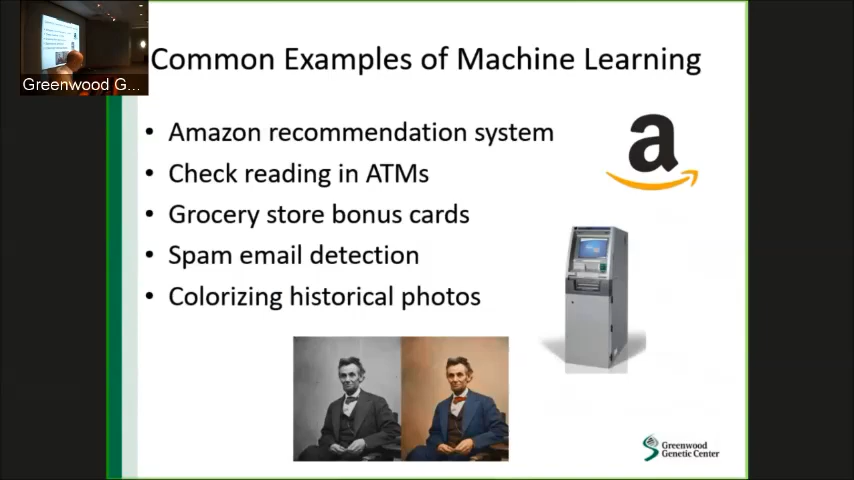 Greenwood G...
Common Examples of Machine Learning
• Amazon recommendation system
• Check reading in ATMs
• Grocery store bonus cards
• Spam email detection
• Colorizing historical photos
a
Greenwood
Genetic Center